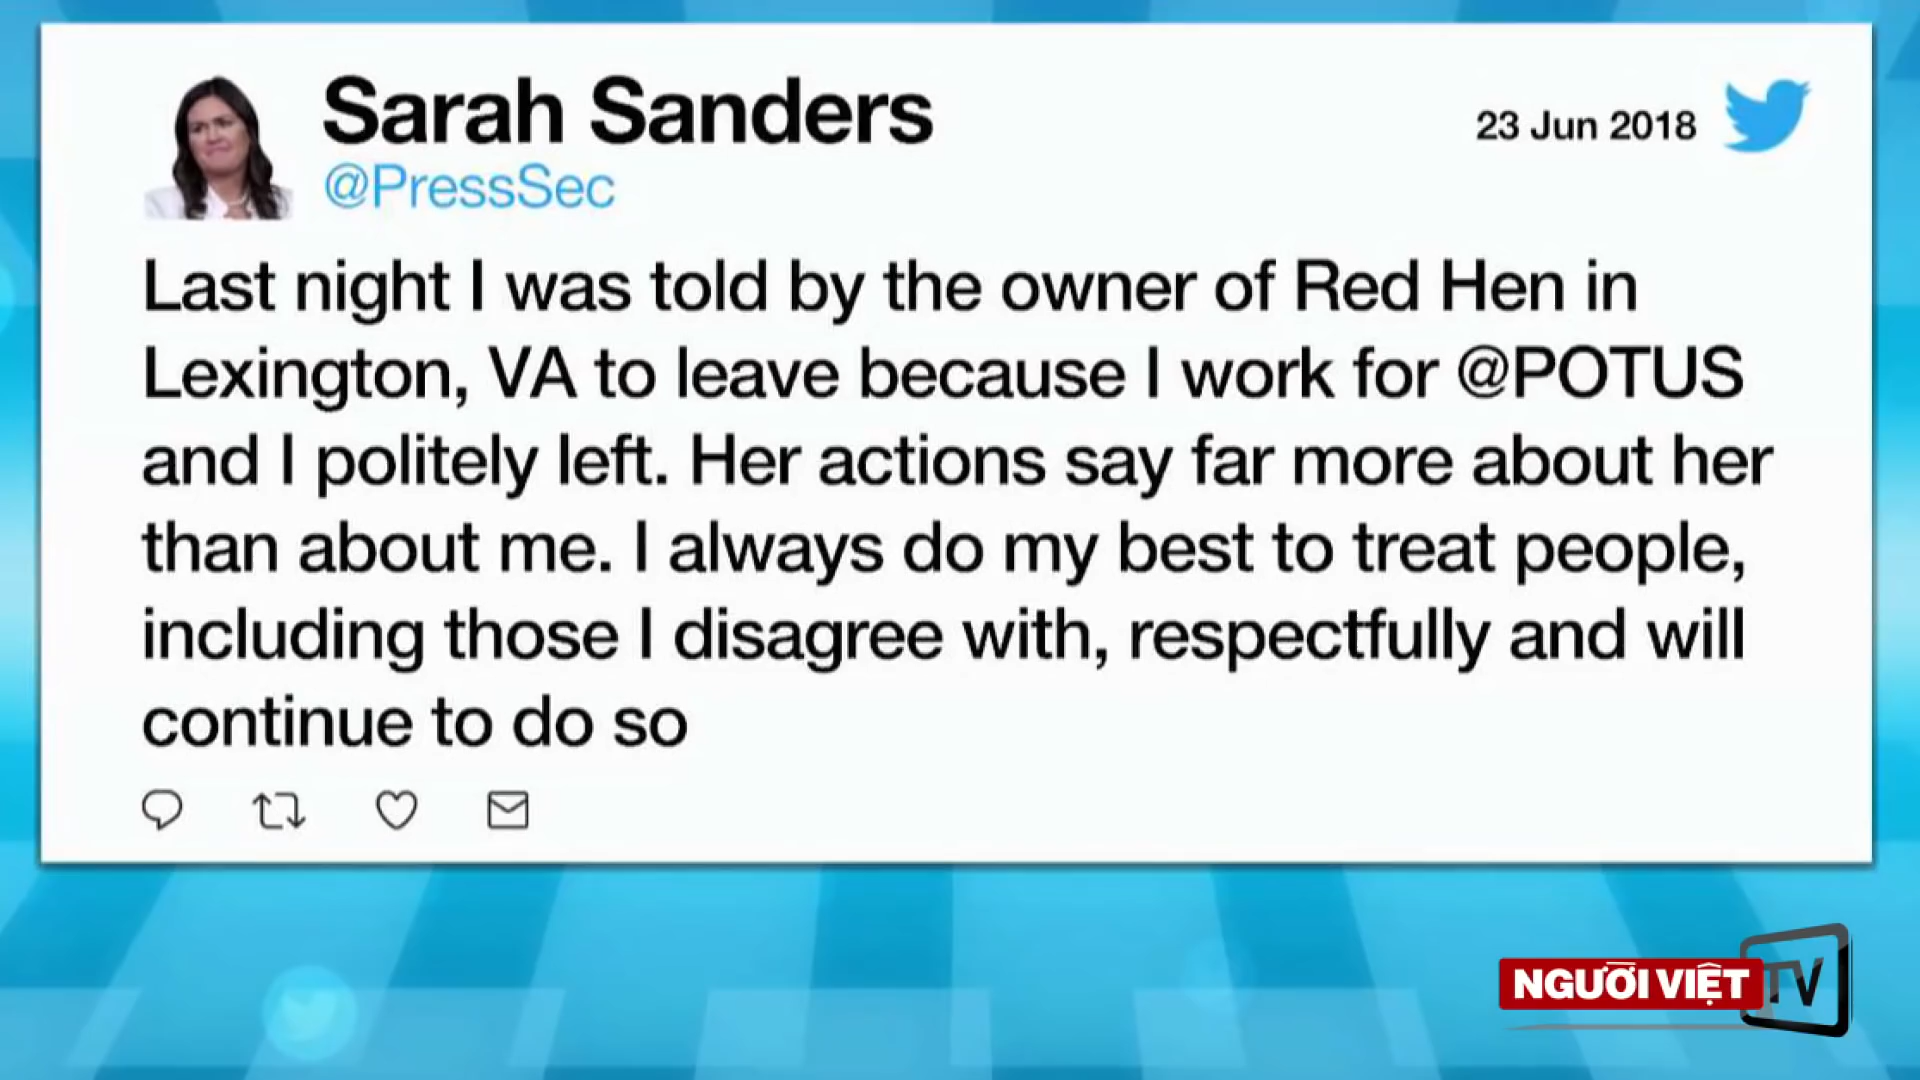 Sarah Sanders
@PressSec
23 Jun 2018
Last night I was told by the owner of Red Hen in
Lexington, VA to leave because I work for @POTUS
and I politely left. Her actions say far more about her
than about me. I always do my best to treat people,
including those I disagree with, respectfully and will
continue to do so
NGƯỜI VIỆT TV